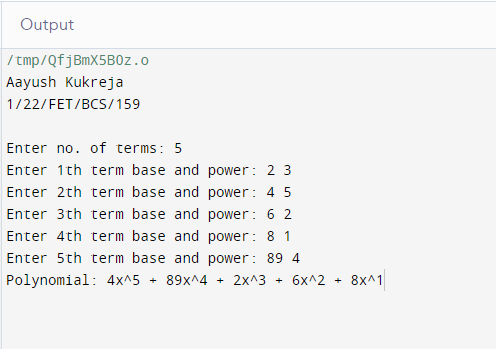 Output
/tmp/QfjBmX5BOz.o
Aayush Kukreja
1/22/FET/BCS/159
Enter no. of terms: 5
Enter 1th term base and power: 2 3
Enter 2th term base and power: 4 5
Enter 3th term base and power: 6 2
Enter 4th term base and power: 8 1
Enter 5th term base and power: 89 4
Polynomial: 4x^5 + 89x^4 + 2x^3 + 6x^2 + 8x^1